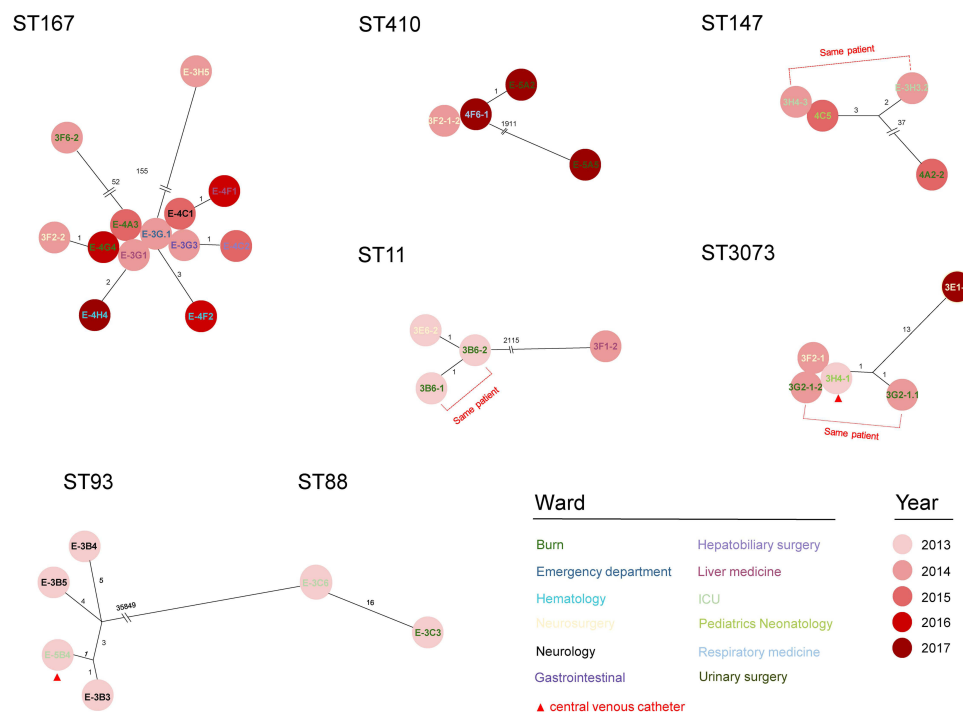 ST167
ST410
ST147
E-3H5
3F6-2
52
155
E-4F1
1
E-4A3
E-4C1
E-3G.1
3F2-2
1
E-4G4
E-3G1
E-3G3
1
2
3
E-4H4
E-4F2
1
3F2-1-2
4F6-1
1911
Same patient
3H4-3
4C5
3
2
37
4A2-2
ST11
ST3073
3E6-2
1
3B6-2
2115
3F1-2
1
3B6-1
Same patient
13
3F2-1
3H4-1
1
1
3G2-1-2
3G2-1.1
Same patient
ST93
ST88
E-3B4
5
E-3B5
4
35849
3
1
1
E-3B3
16
E-3C3
Ward
Year
Burn
Hepatobiliary surgery
2013
Emergency department
Liver medicine
2014
Hematology
ICU
2015
Neurosurgery
Pediatrics Neonatology
2016
Neurology
Respiratory medicine
2017
Gastrointestinal
Urinary surgery
central venous catheter